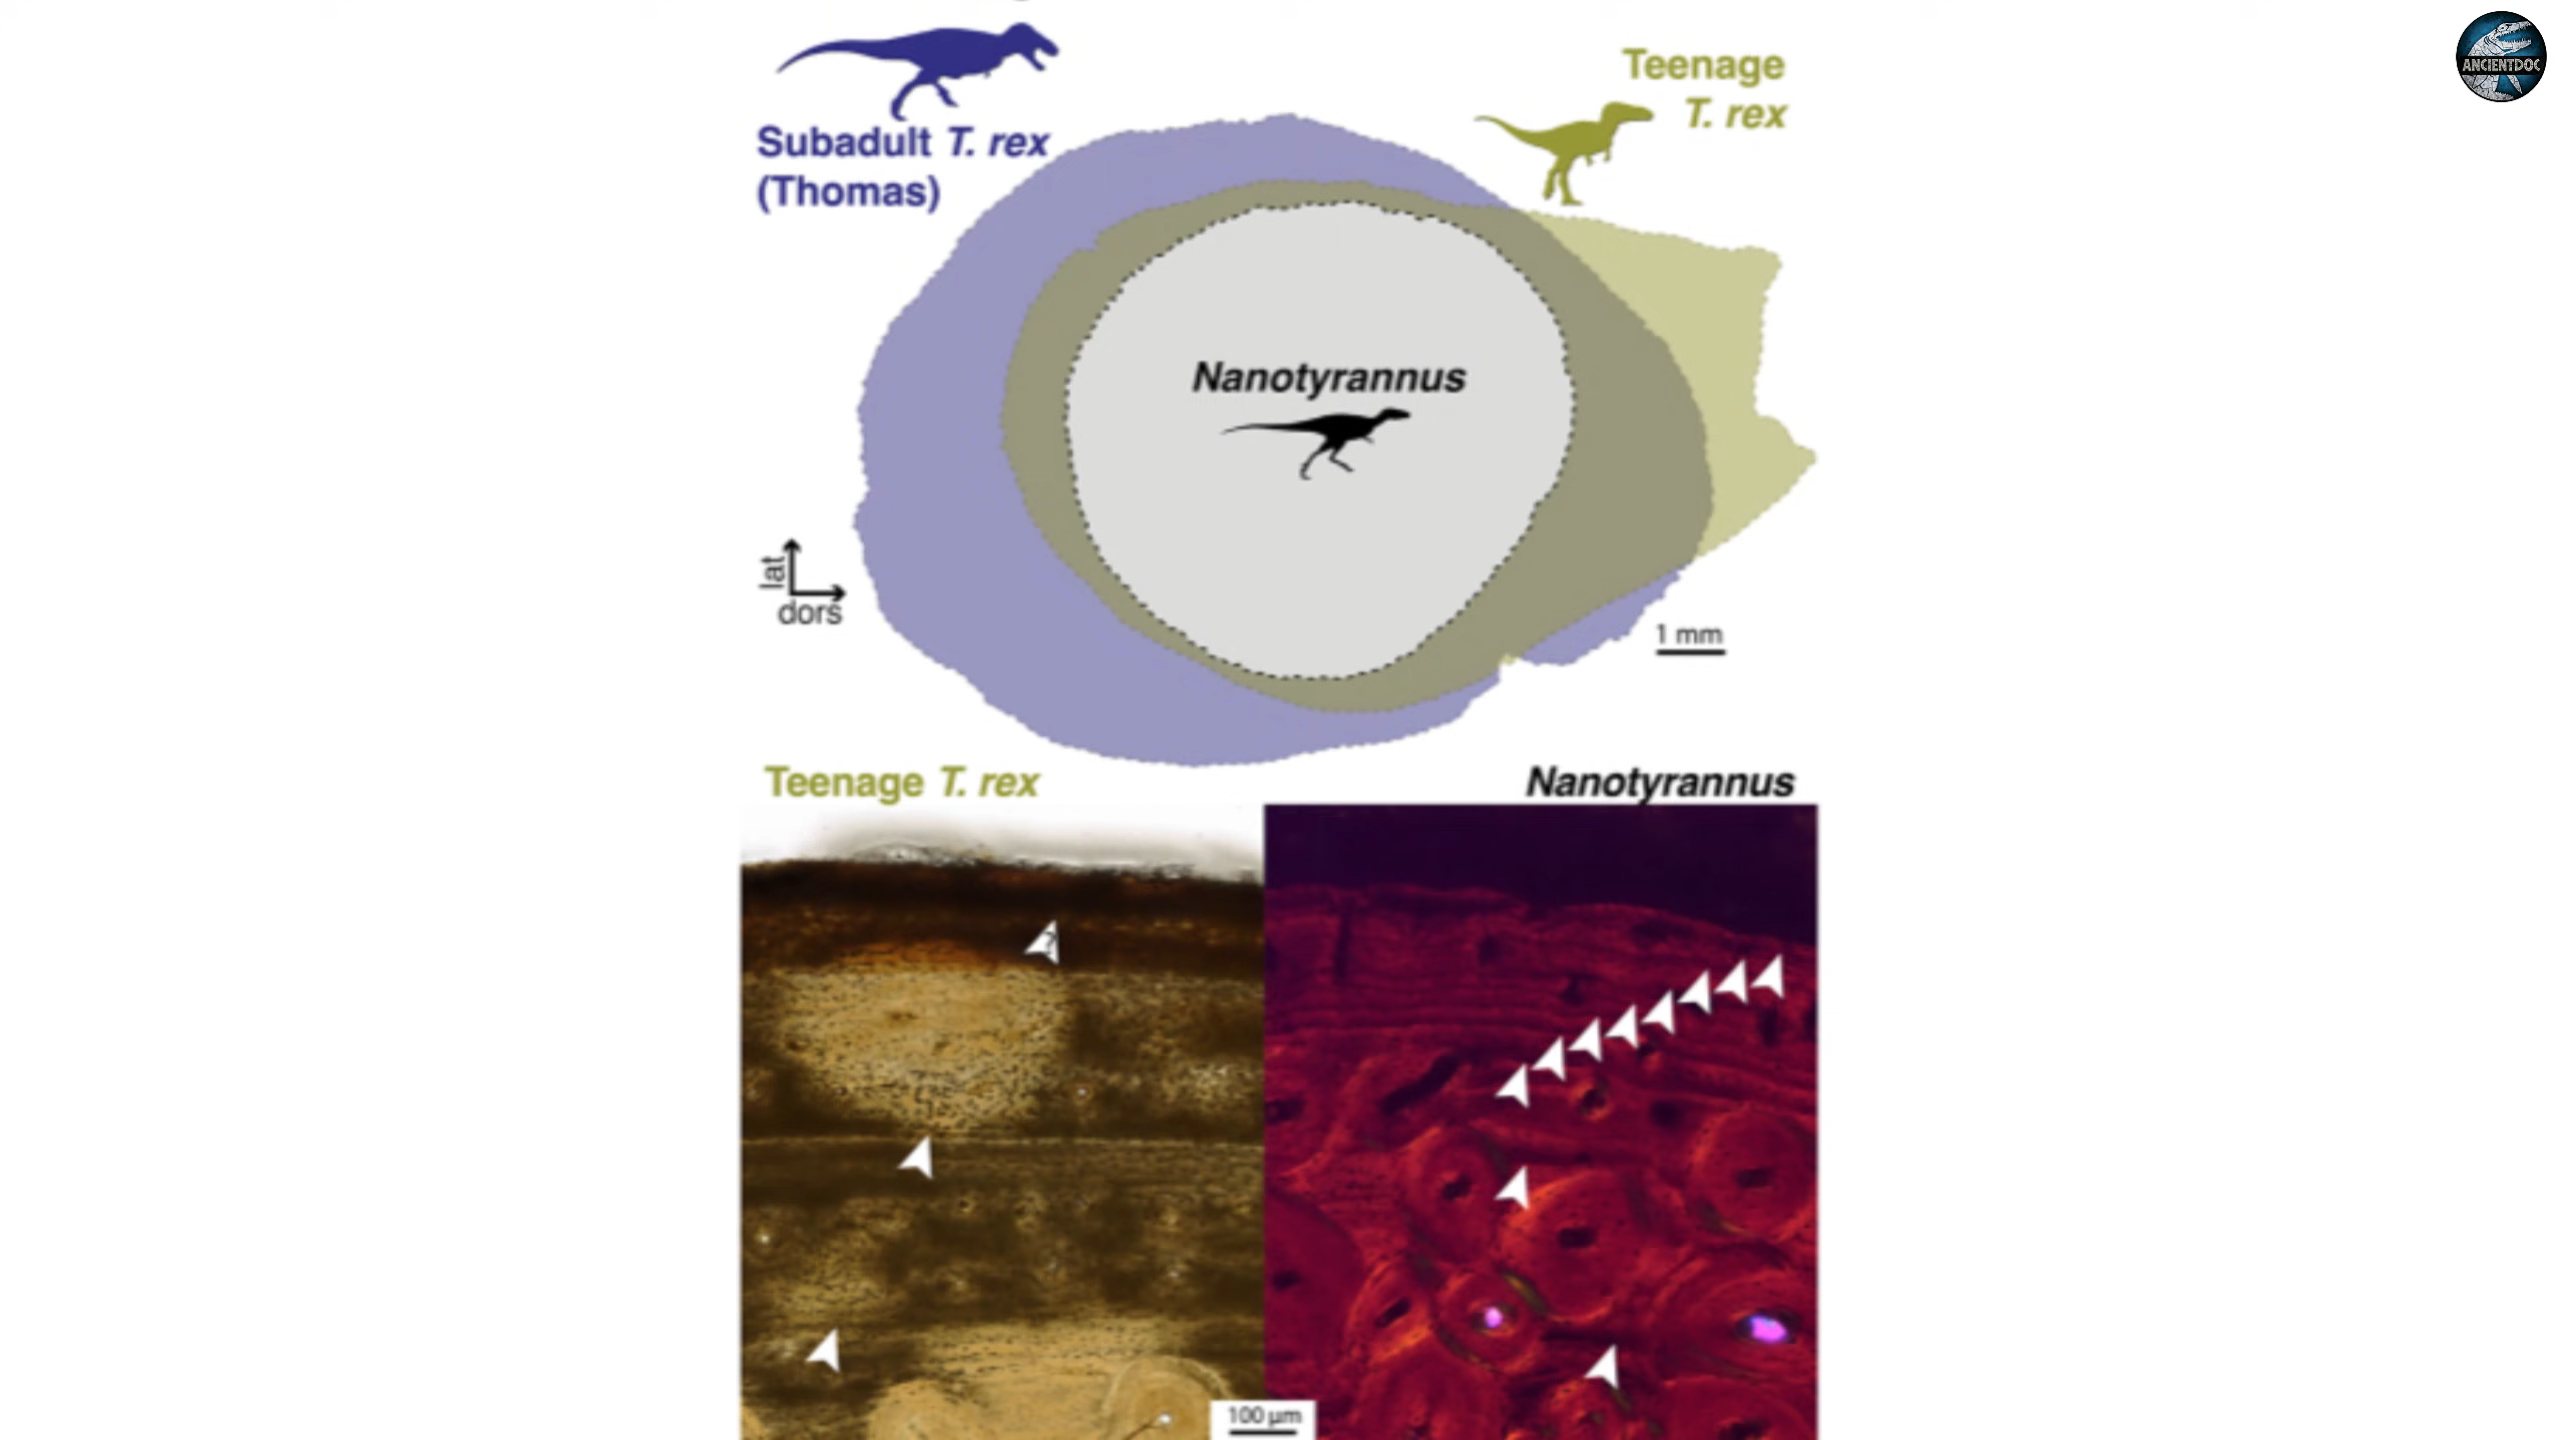 ANCIENTDOC
Teenage
T. rex
Subadult T. rex
(Thomas)
Nanotyrannus
lat
dors
1 mm
Teenage T. rex
Nanotyrannus
?
100 µm